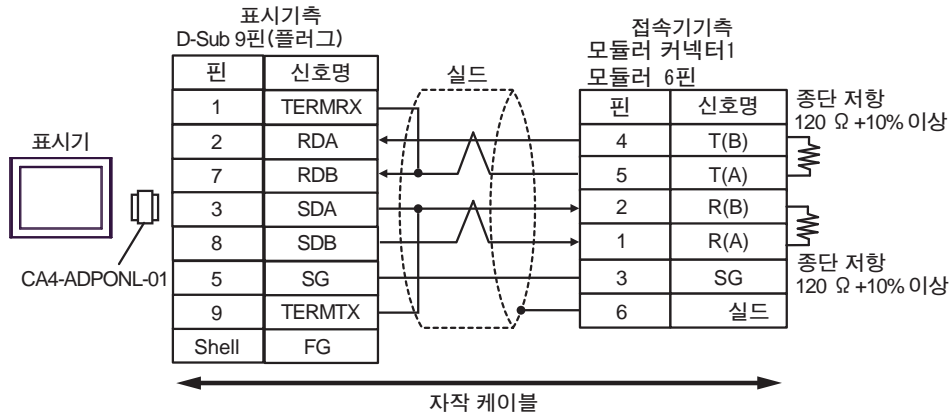 표시기측
D-Sub 9핀(플러그)
접속기기측
모듈러 커넥터1
모듈러 6핀
핀 신호명
실드
핀 신호명
종단 저항
120 Ω +10% 이상
1 TERMRX
2 RDA
4 T(B)
표시기
7 RDB
5 T(A)
3 SDA
2 R(B)
8 SDB
1 R(A)
CA4-ADPONL-01
5 SG
3 SG
종단 저항
120 Ω +10% 이상
9 TERMTX
6 실드
Shell FG
자작 케이블